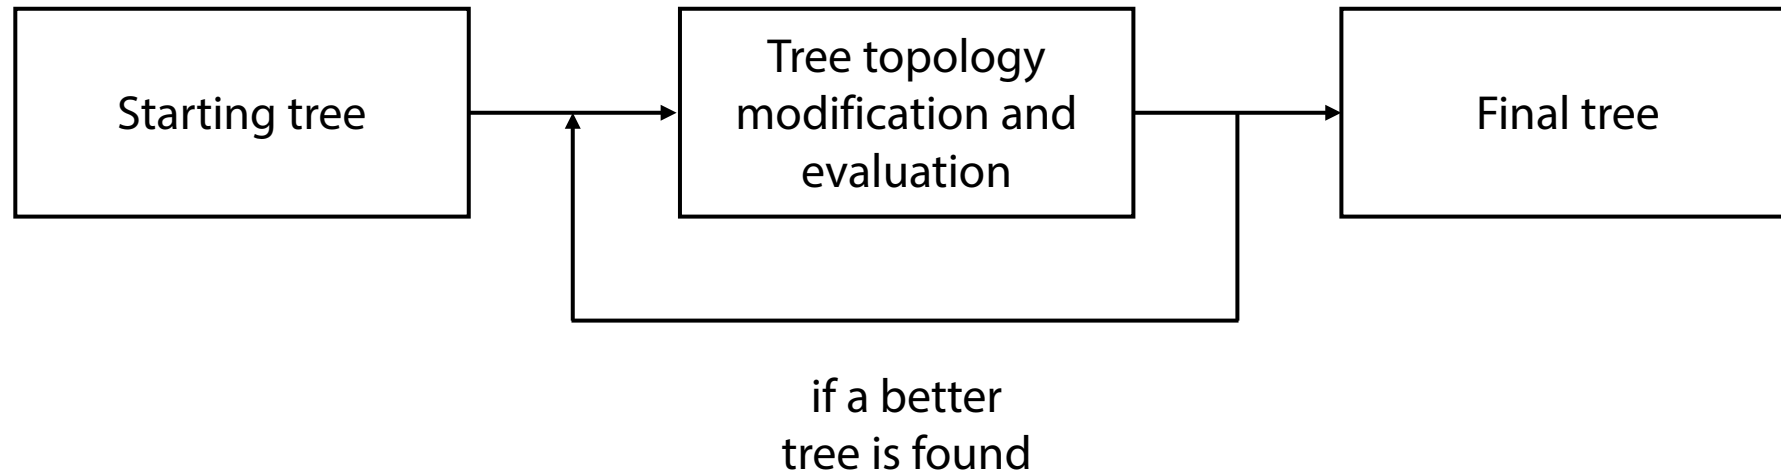 Starting tree
Tree topology
modification and
evaluation
Final tree
if a better
tree is found